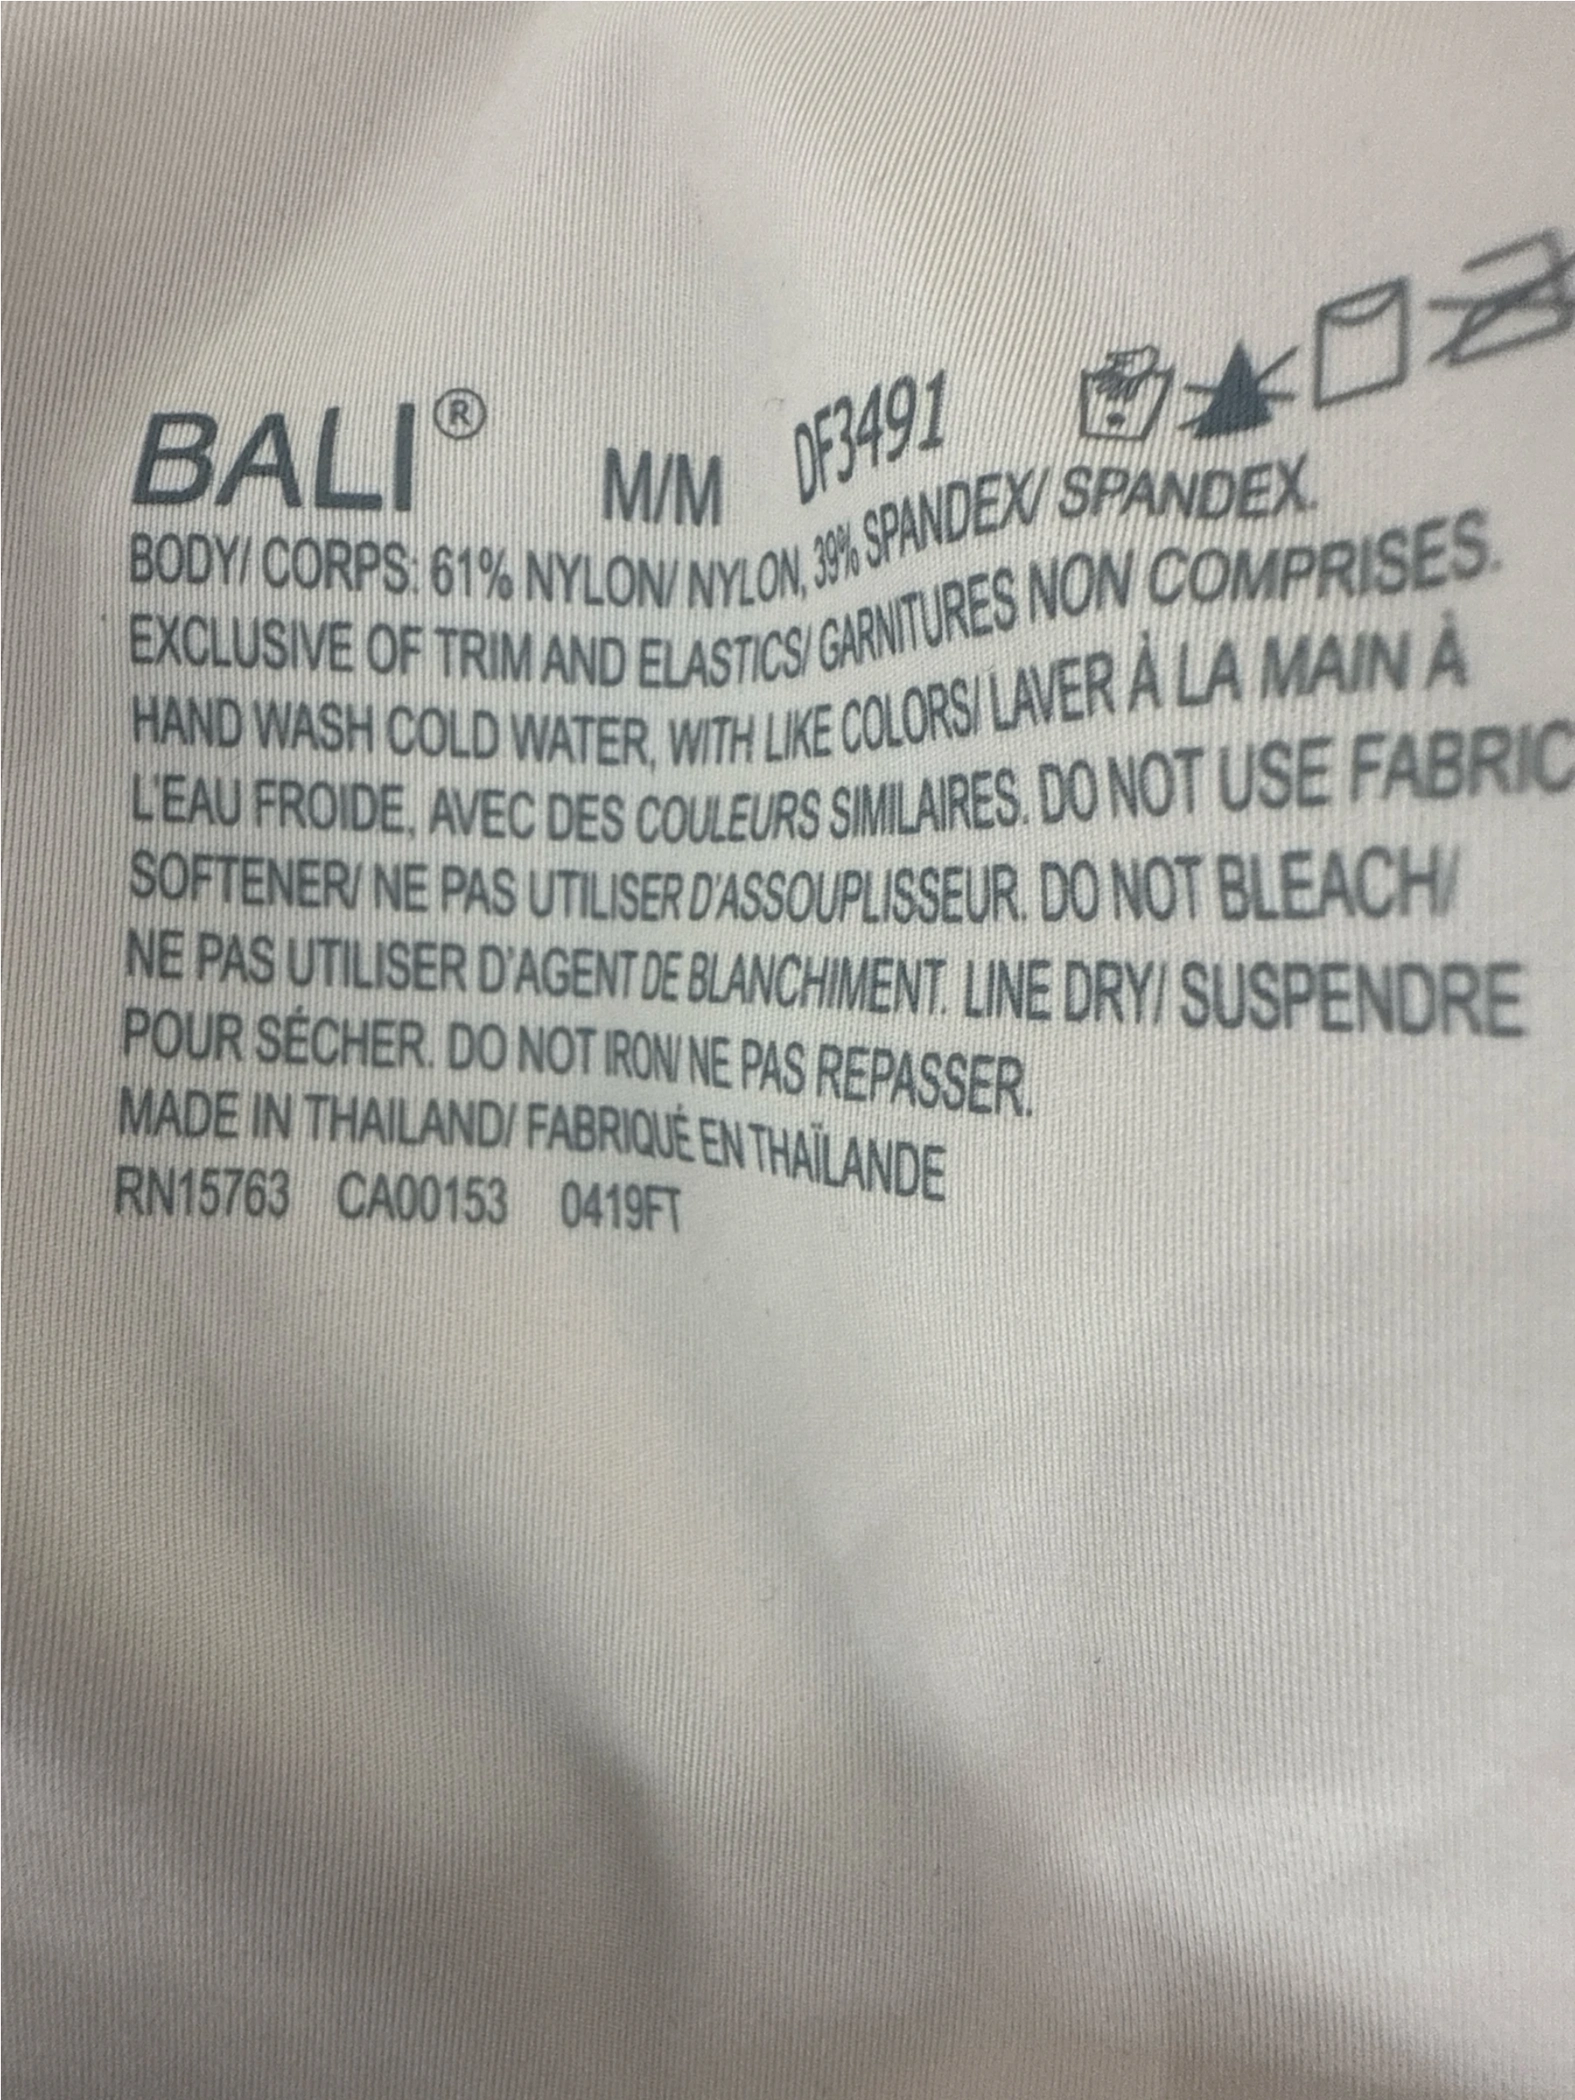 BALI® M/M DF3491
BODY/ CORPS: 61% NYLON/ NYLON, 39% SPANDEX/ SPANDEX.
EXCLUSIVE OF TRIM AND ELASTICS/ GARNITURES NON COMPRISES.
HAND WASH COLD WATER, WITH LIKE COLORS/ LAVER À LA MAIN À
L'EAU FROIDE, AVEC DES COULEURS SIMILAIRES. DO NOT USE FABRIC
SOFTENER/ NE PAS UTILISER D'ASSOUPLISSEUR. DO NOT BLEACH/
NE PAS UTILISER D'AGENT DE BLANCHIMENT. LINE DRY/ SUSPENDRE
POUR SÉCHER. DO NOT IRON/ NE PAS REPASSER.
MADE IN THAILAND/ FABRIQUÉ EN THAÏLANDE
RN15763 CA00153 0419FT